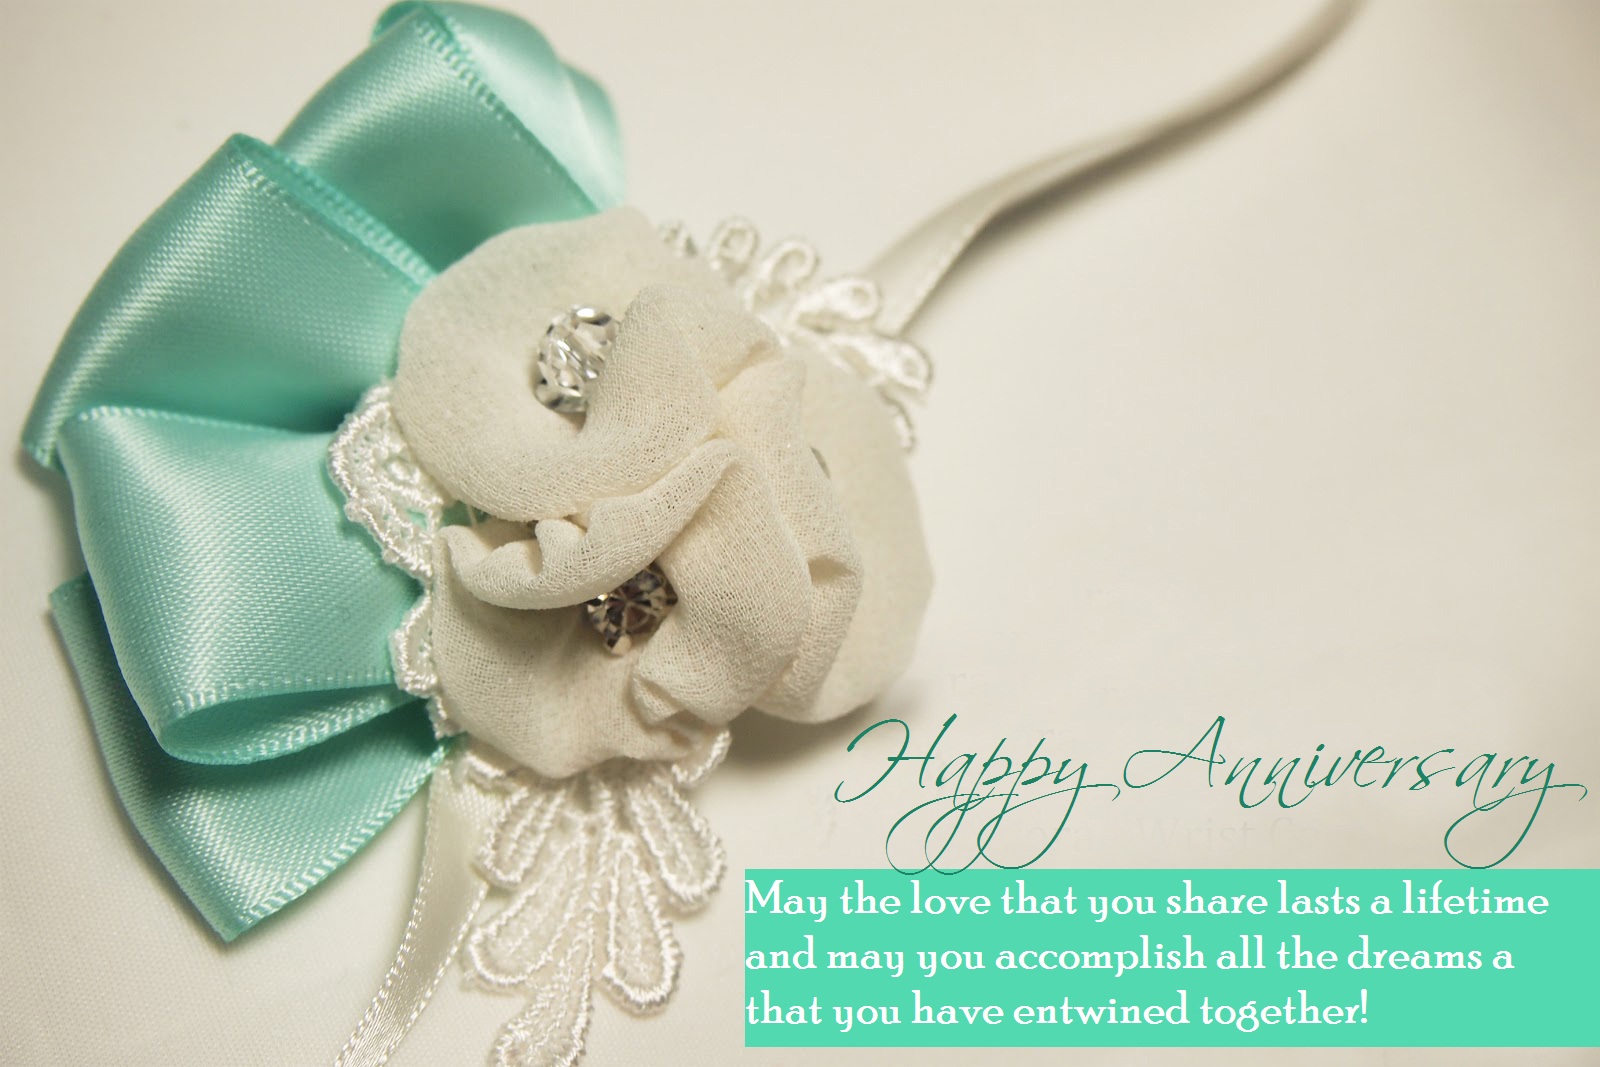 Happy Anniversary
May the love that you share lasts a lifetime
and may you accomplish all the dreams a
that you have entwined together!